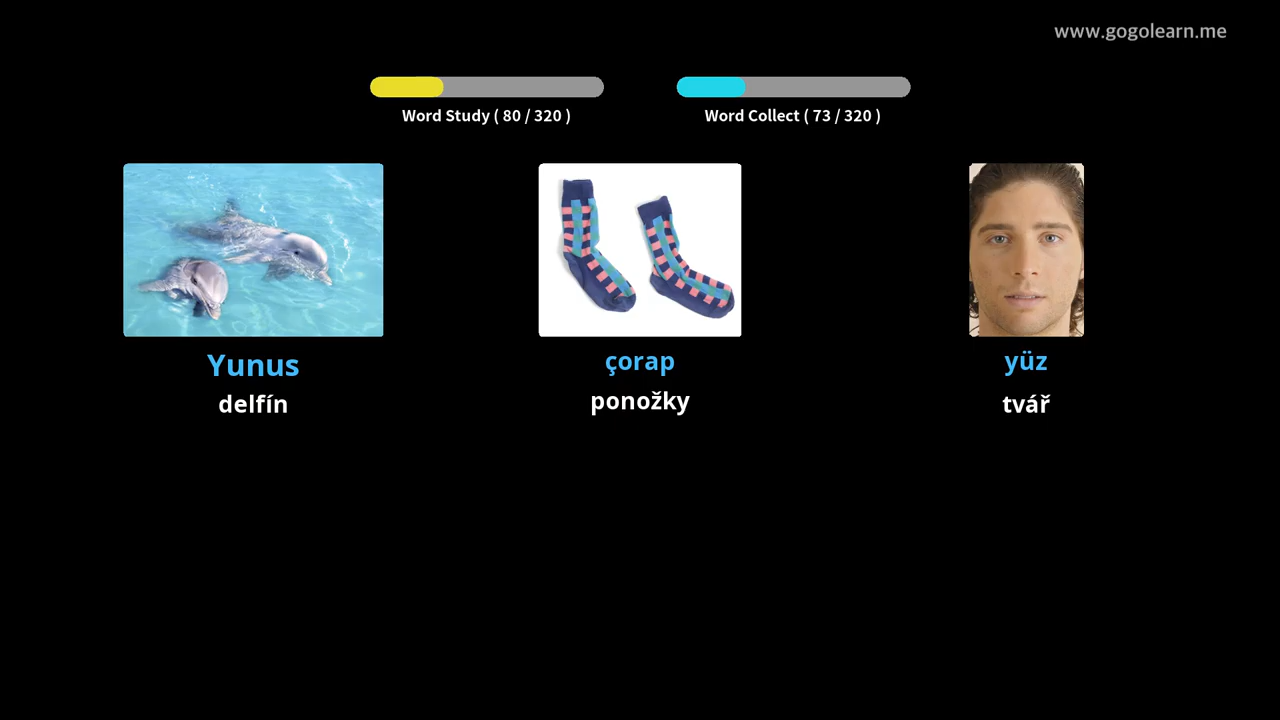 www.gogolearn.me
Word Study ( 80 / 320 )
Word Collect ( 73 / 320 )
Yunus
delfín
çorap
ponožky
yüz
tvář